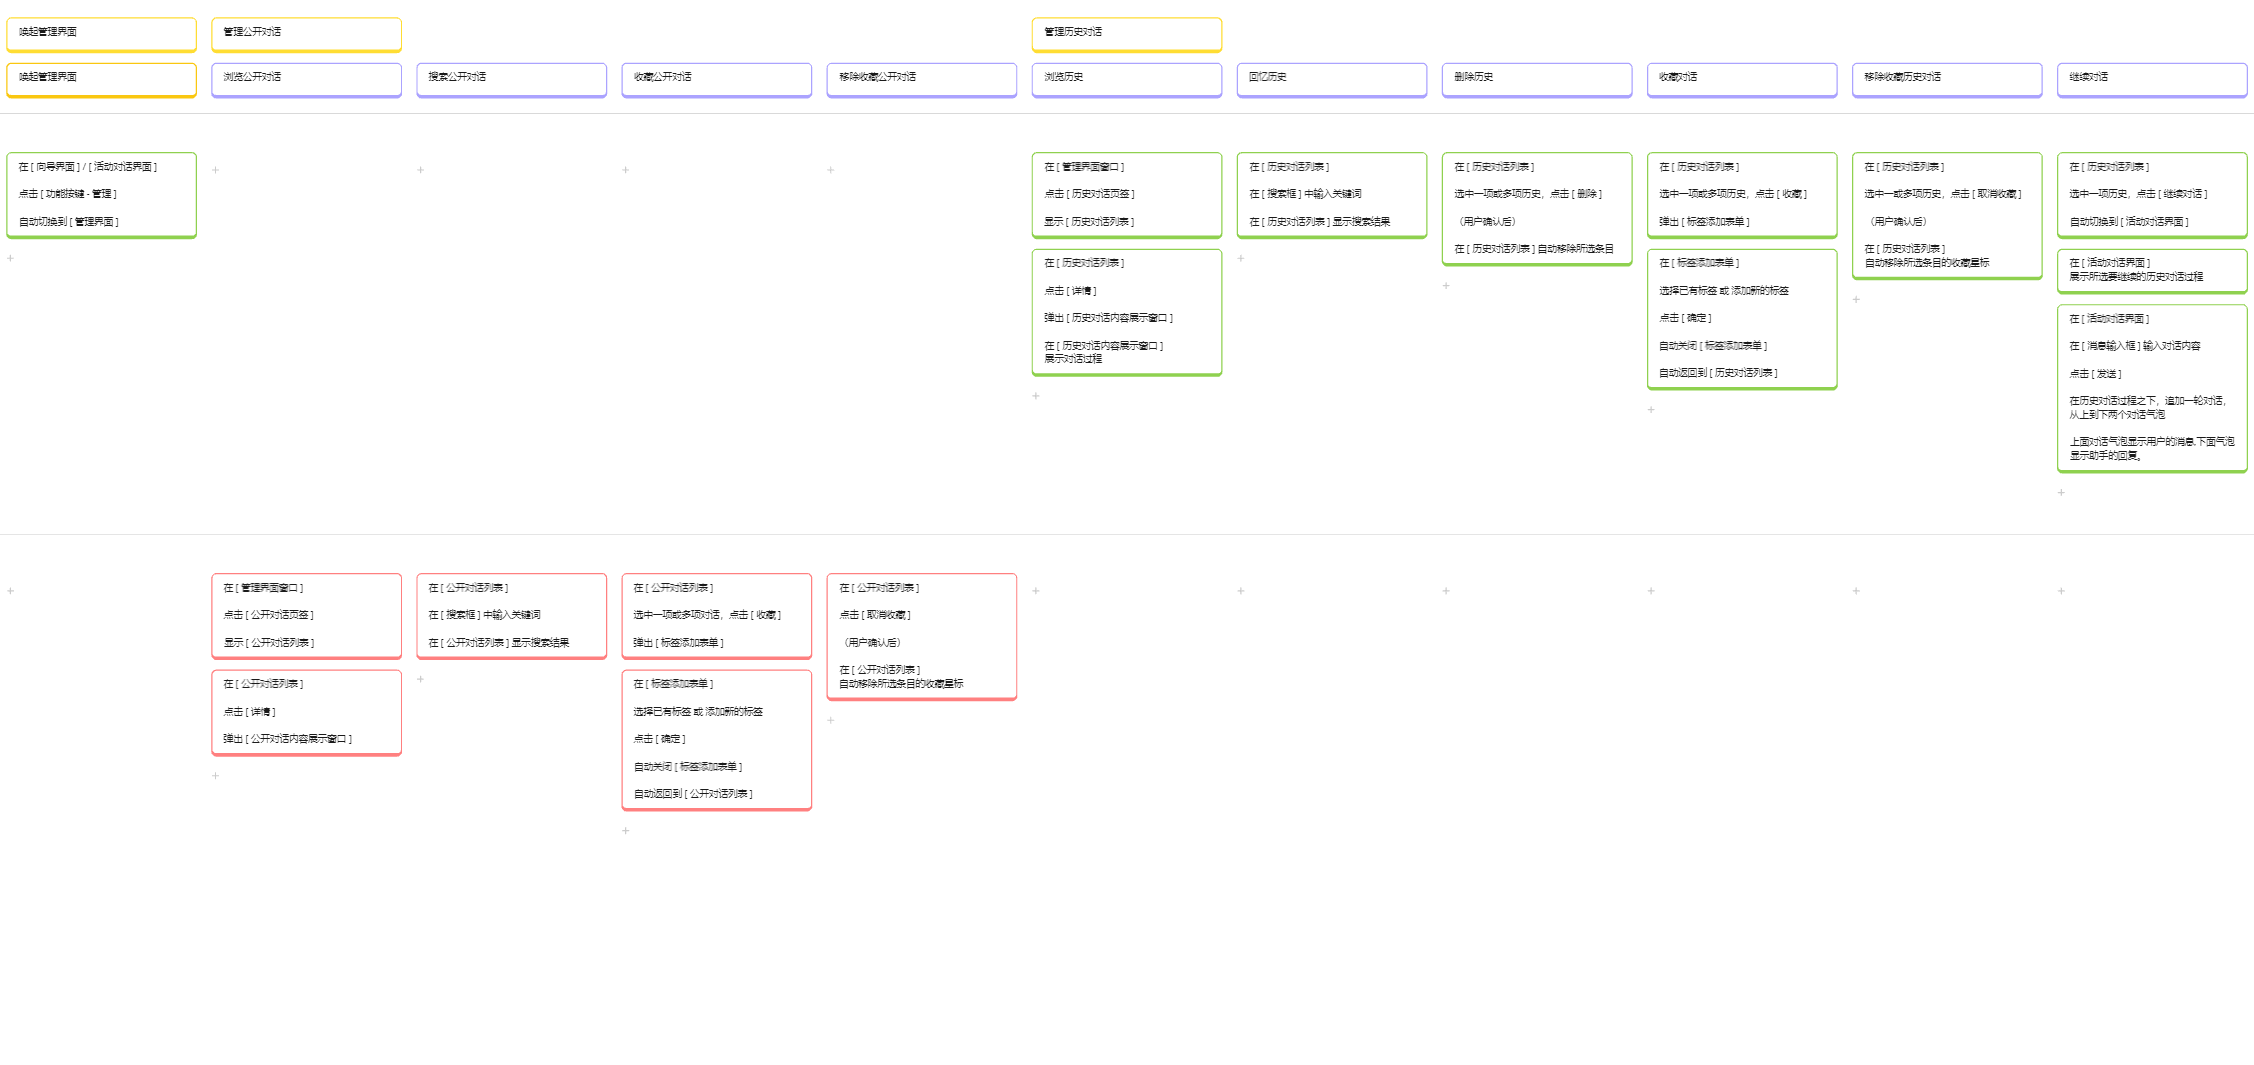 唤起管理界面
管理公开对话
管理历史对话
唤起管理界面
浏览公开对话
搜索公开对话
收藏公开对话
移除收藏公开对话
浏览历史
回忆历史
删除历史
收藏对话
移除收藏历史对话
继续对话
在 [ 向导界面 ] / [ 活动对话界面 ]
点击 [ 功能按键 - 管理 ]
自动切换到 [ 管理界面 ]
在 [ 管理界面窗口 ]
点击 [ 历史对话页签 ]
显示 [ 历史对话列表 ]
在 [ 历史对话列表 ]
点击 [ 详情 ]
弹出 [ 历史对话内容展示窗口 ]
在 [ 历史对话内容展示窗口 ]
展示对话过程
在 [ 历史对话列表 ]
在 [ 搜索框 ] 中输入关键词
在 [ 历史对话列表 ] 显示搜索结果
在 [ 历史对话列表 ]
选中一项或多项历史，点击 [ 删除 ]
（用户确认后）
在 [ 历史对话列表 ] 自动移除所选条目
在 [ 历史对话列表 ]
选中一项或多项历史，点击 [ 收藏 ]
弹出 [ 标签添加表单 ]
在 [ 标签添加表单 ]
选择已有标签 或 添加新的标签
点击 [ 确定 ]
自动关闭 [ 标签添加表单 ]
自动返回到 [ 历史对话列表 ]
在 [ 历史对话列表 ]
选中一或多项历史，点击 [ 取消收藏 ]
（用户确认后）
在 [ 历史对话列表 ]
自动移除所选条目的收藏星标
在 [ 历史对话列表 ]
选中一项历史，点击 [ 继续对话 ]
自动切换到 [ 活动对话界面 ]
在 [ 活动对话界面 ]
展示所选要继续的历史对话过程
在 [ 活动对话界面 ]
在 [ 消息输入框 ] 输入对话内容
点击 [ 发送 ]
在历史对话过程之下，追加一轮对话，
从上到下两个对话气泡
上面对话气泡显示用户的消息,下面气泡
显示助手的回复。
在 [ 管理界面窗口 ]
点击 [ 公开对话页签 ]
显示 [ 公开对话列表 ]
在 [ 公开对话列表 ]
点击 [ 详情 ]
弹出 [ 公开对话内容展示窗口 ]
在 [ 公开对话列表 ]
在 [ 搜索框 ] 中输入关键词
在 [ 公开对话列表 ] 显示搜索结果
在 [ 公开对话列表 ]
选中一项或多项对话，点击 [ 收藏 ]
弹出 [ 标签添加表单 ]
在 [ 标签添加表单 ]
选择已有标签 或 添加新的标签
点击 [ 确定 ]
自动关闭 [ 标签添加表单 ]
自动返回到 [ 公开对话列表 ]
在 [ 公开对话列表 ]
点击 [ 取消收藏 ]
（用户确认后）
在 [ 公开对话列表 ]
自动移除所选条目的收藏星标